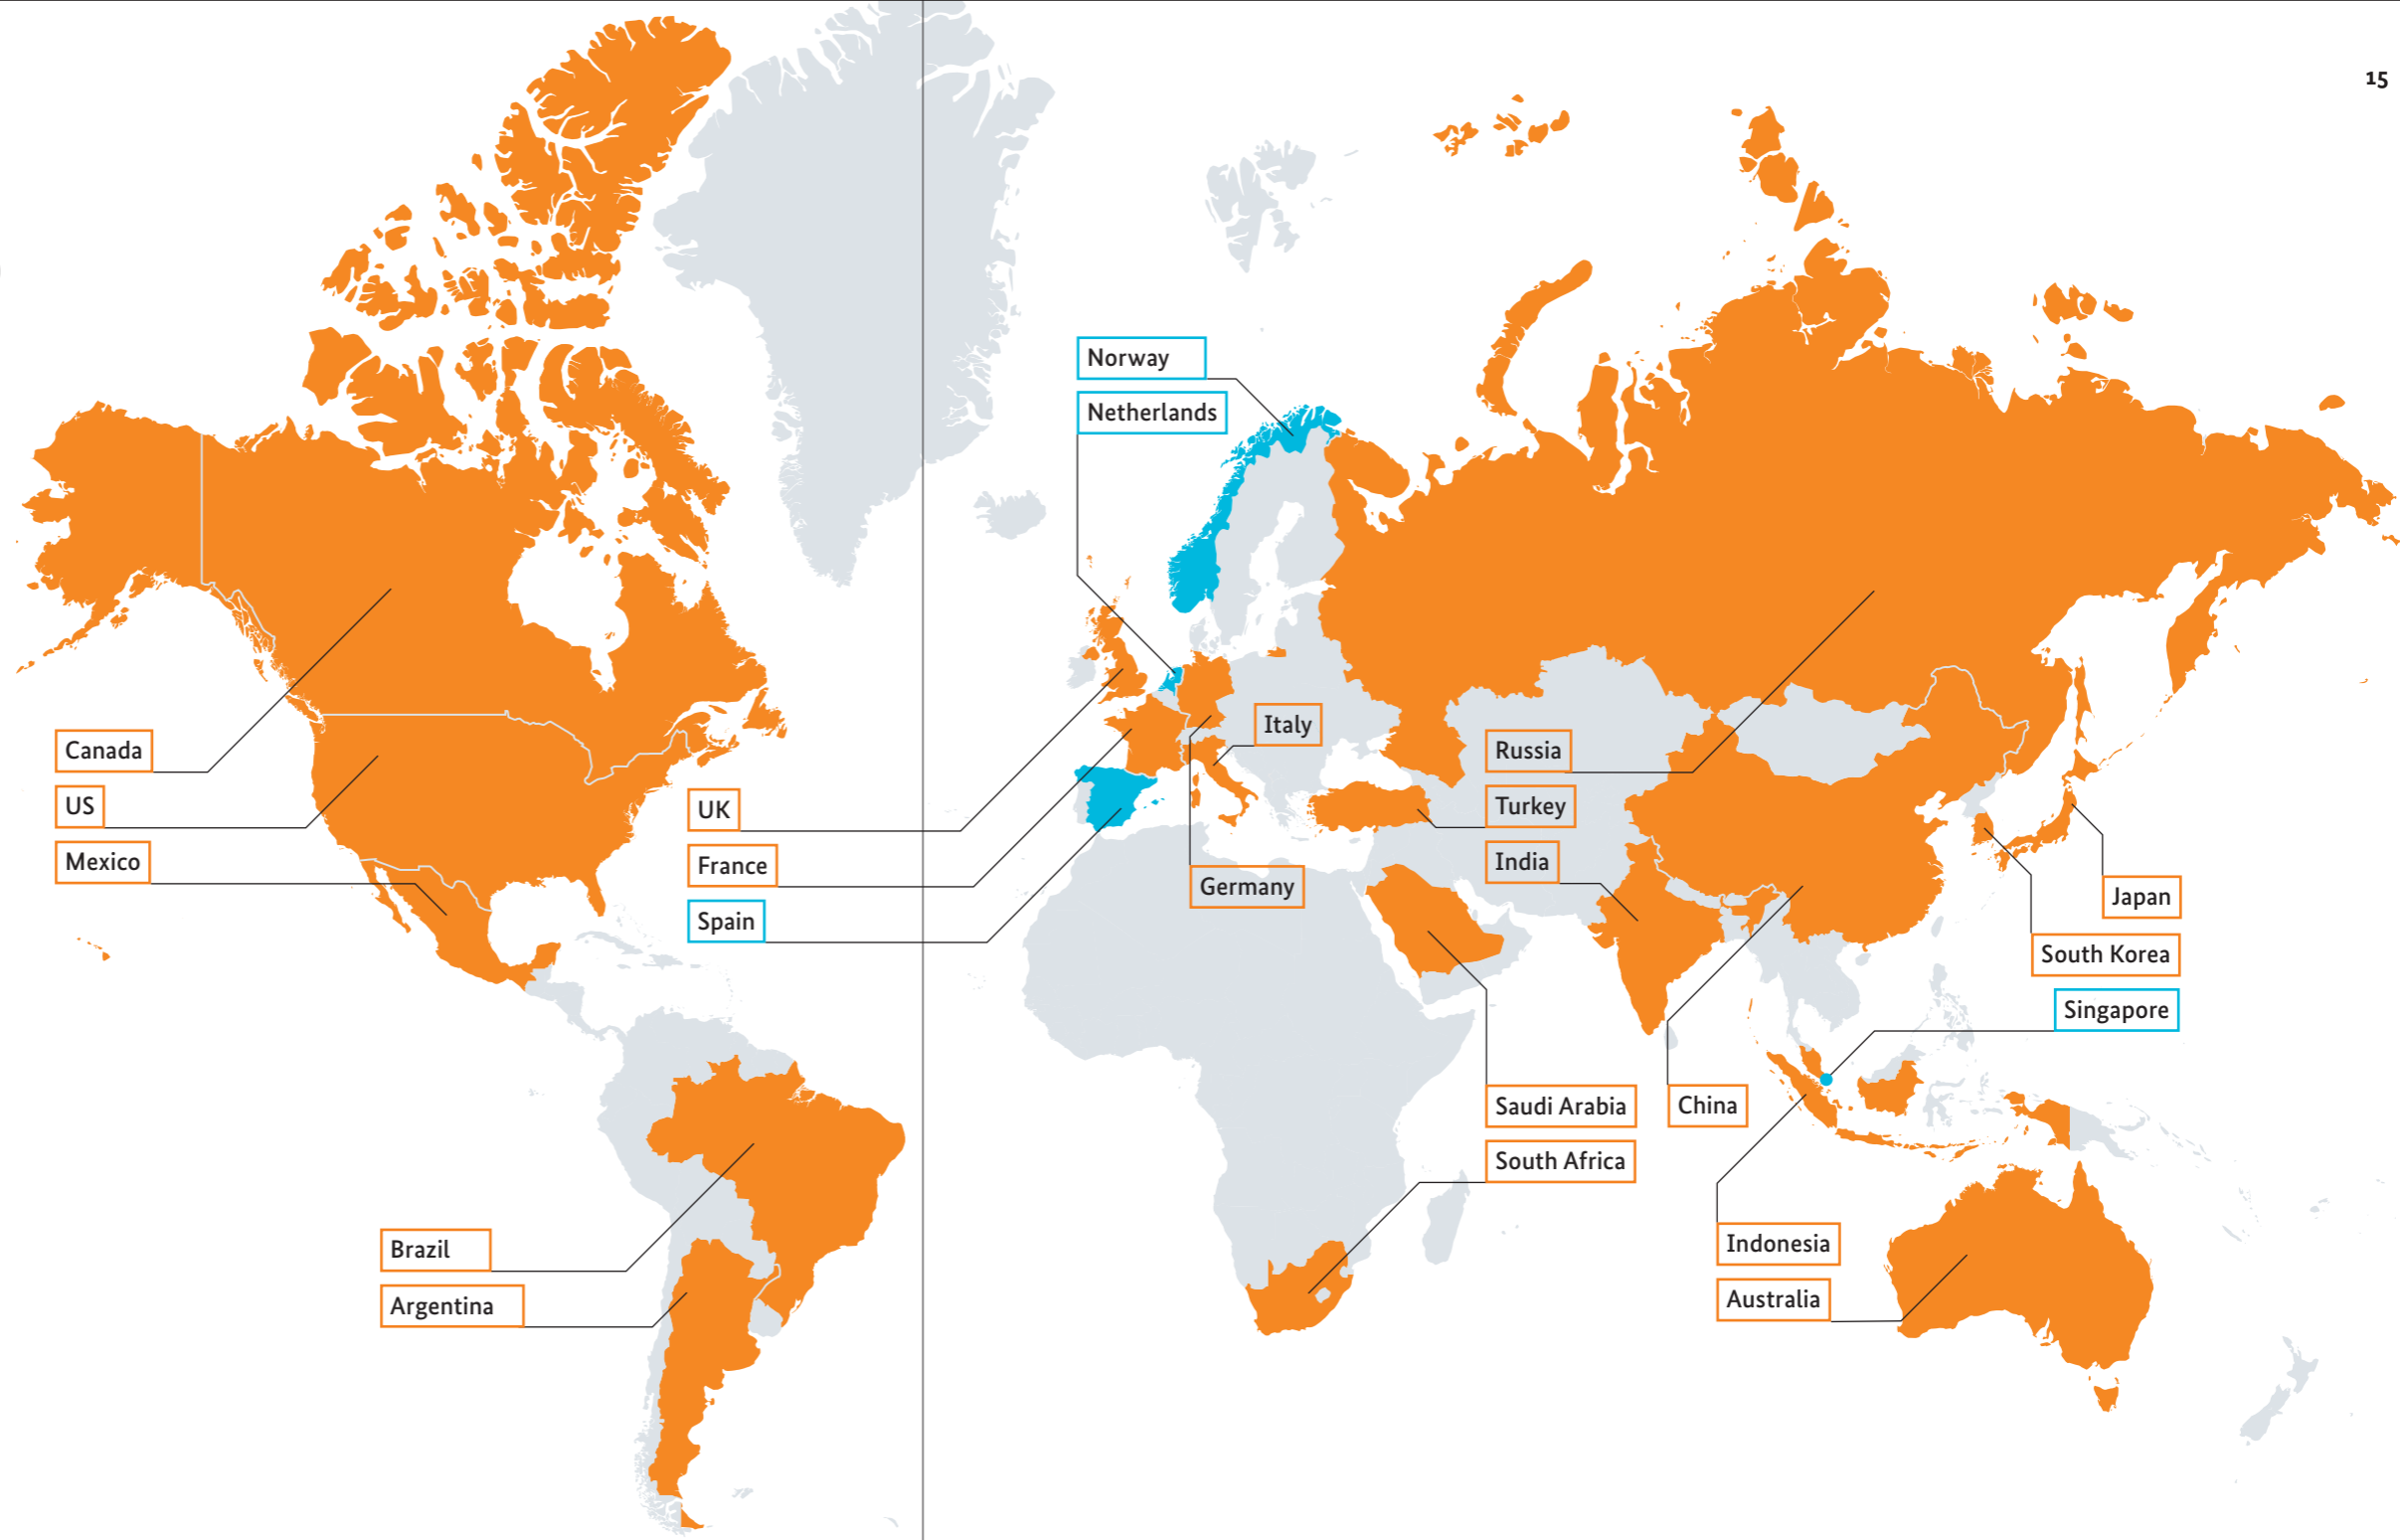 15
Norway
Netherlands
Canada
US
Mexico
UK
France
Spain
Italy
Germany
Russia
Turkey
India
Japan
South Korea
Singapore
Saudi Arabia
South Africa
China
Brazil
Argentina
Indonesia
Australia